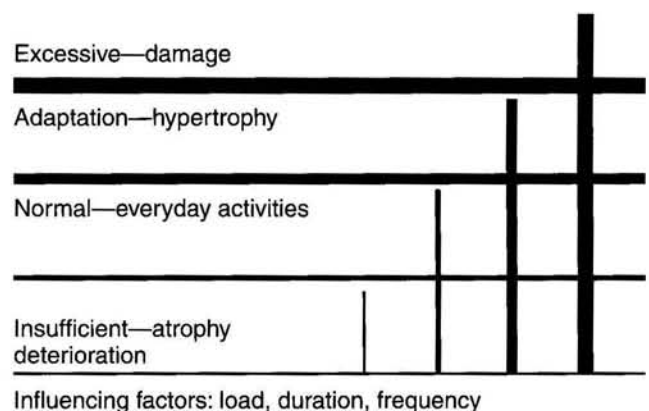 Excessive—damage
Adaptation—hypertrophy
Normal—everyday activities
Insufficient—atrophy
deterioration
Influencing factors: load, duration, frequency